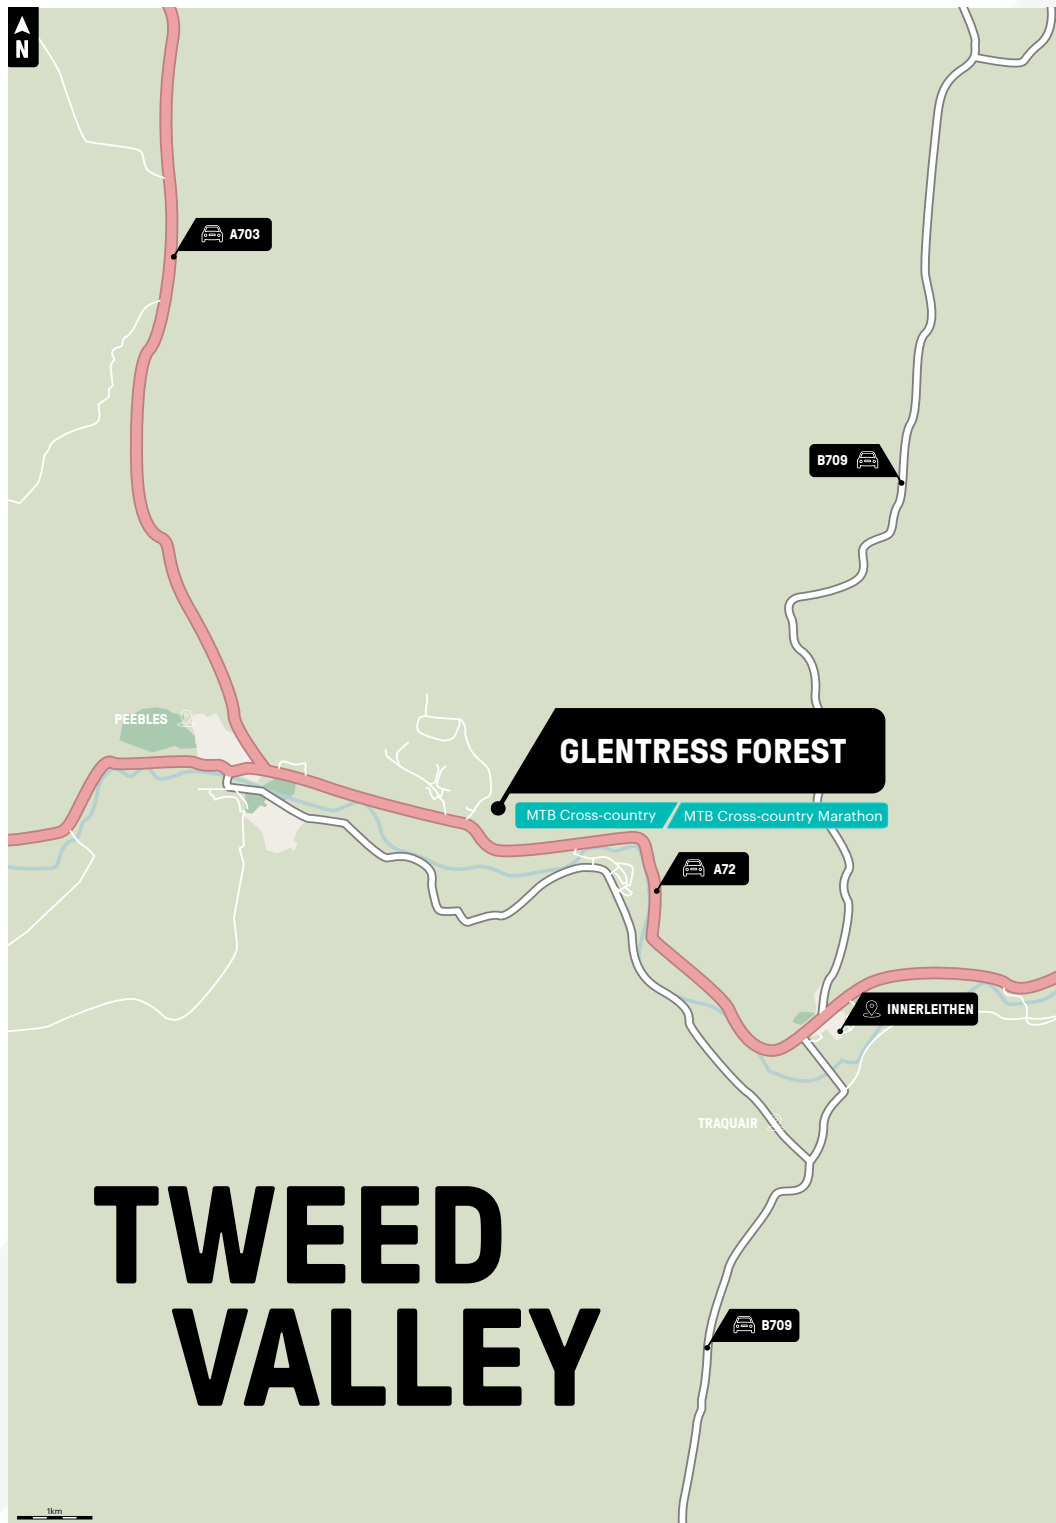 N
A703
B709
PEEBLES
GLENTRESS FOREST
MTB Cross-country
MTB Cross-country Marathon
A72
INNERLEITHEN
TRAQUAIR
TWEED
VALLEY
B709
1km